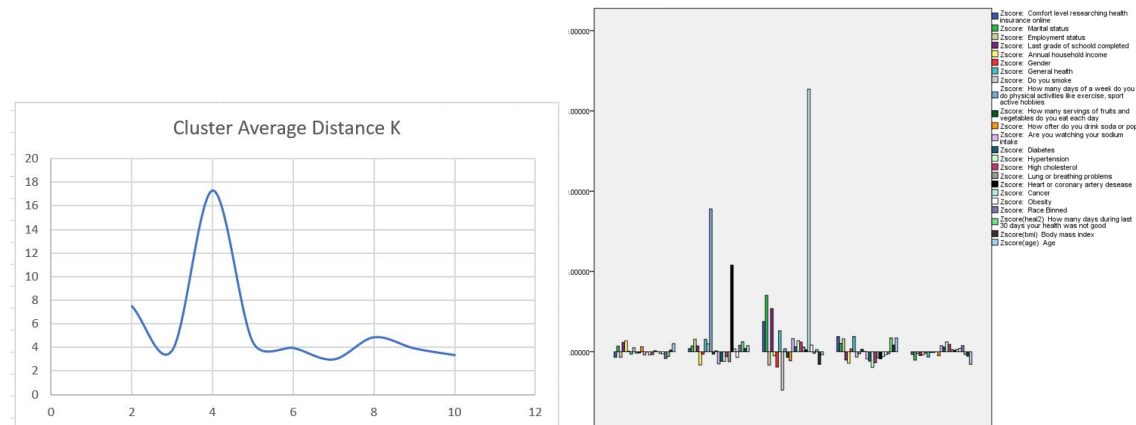 Cluster Average Distance K
20
18
16
14
12
10
8
6
4
2
0
0
2
4
6
8
10
12
.00000
.00000
.00000
.00000
.00000
Zscore: Comfort level researching health
insurance online
Zscore: Marital status
Zscore: Employment status
Zscore: Last grade of schoold completed
Zscore: Annual household income
Zscore: Gender
Zscore: General health
Zscore: Do you smoke
Zscore: How many days of a week do you
do physical activities like exercise, sport
active hobbies
Zscore: How many servings of fruits and
vegetables do you eat each day
Zscore: How ofter do you drink soda or pop
Zscore: Are you watching your sodium
intake
Zscore: Diabetes
Zscore: Hypertension
Zscore: High cholesterol
Zscore: Lung or breathing problems
Zscore: Heart or coronary artery desease
Zscore: Cancer
Zscore: Obesity
Zscore: Race Binned
Zscore(heal2) How many days during last
30 days your health was not good
Zscore(bmi) Body mass index
Zscore(age) Age